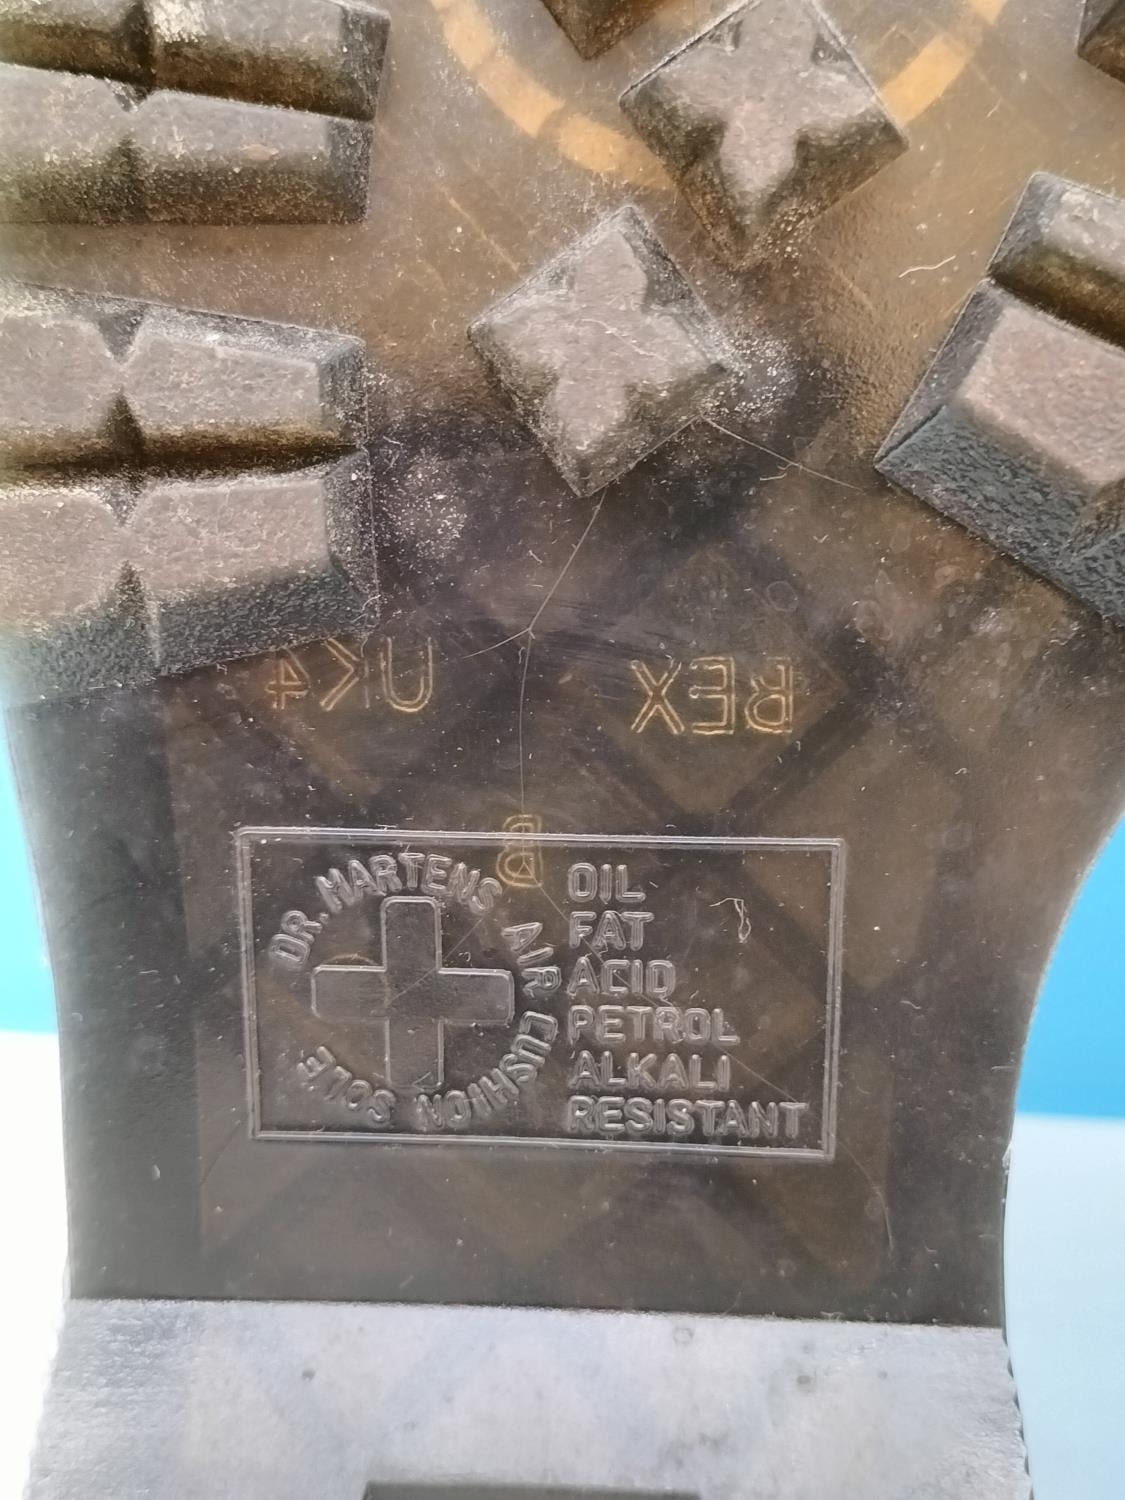 UK4
REX
B
DR. MARTENS AIR CUSHION SOLE
OIL
FAT
ACID
PETROL
ALKALI
RESISTANT